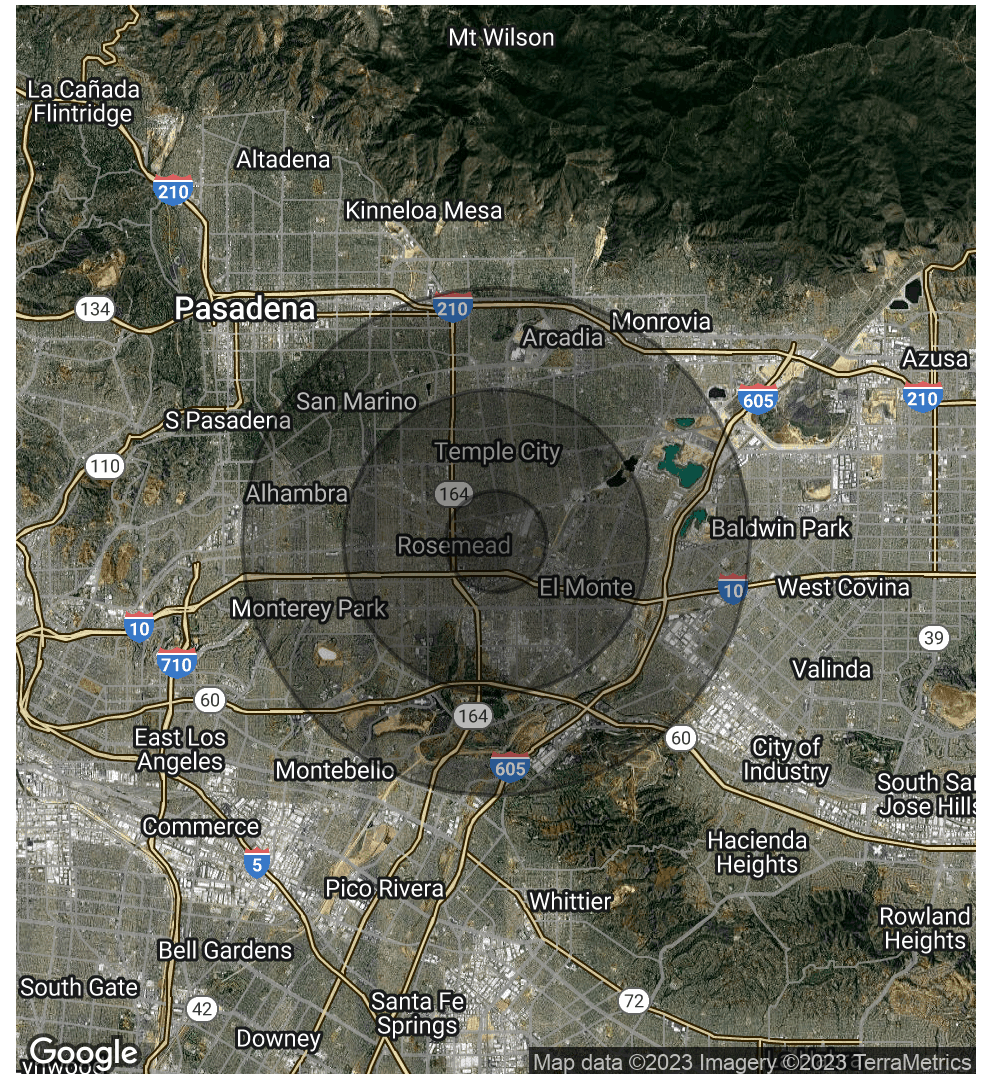 Mt Wilson
La Cañada
Flintridge
Altadena
210
Kinneloa Mesa
134
Pasadena
210
Arcadia
Monrovia
Azusa
605
210
San Marino
S Pasadena
110
Temple City
Alhambra
164
Baldwin Park
Rosemead
El Monte
10
West Covina
Monterey Park
10
710
39
Valinda
60
164
60
East Los
Angeles
Montebello
605
City of
Industry
South Sa
Jose Hills
Commerce
5
Hacienda
Heights
Pico Rivera
Whittier
Rowland
Heights
Bell Gardens
South Gate
42
Santa Fe
Springs
72
Downey
Google
Map data ©2023 Imagery ©2023 TerraMetrics